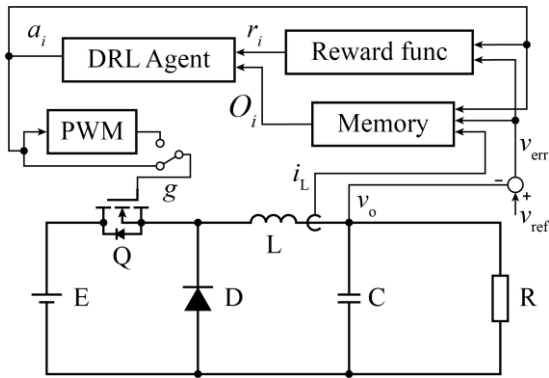 a_i
r_i
DRL Agent
Reward func
O_i
Memory
PWM
v_err
i_L
g
v_o
−
+
v_ref
Q
L
E
D
C
R